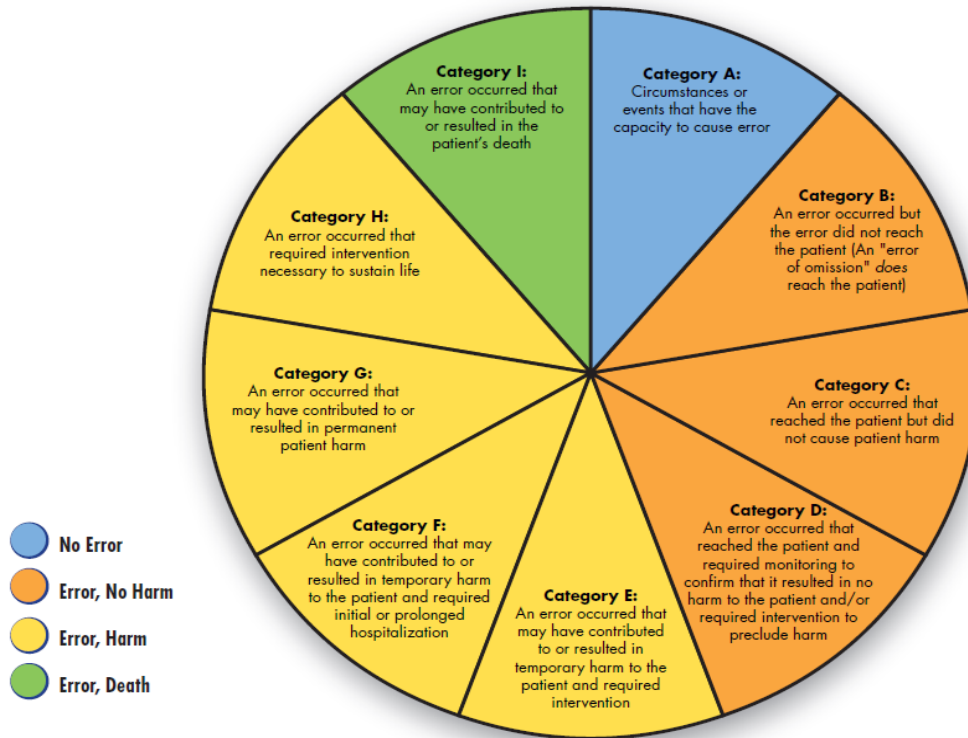 Category I:
An error occurred that
may have contributed to
or resulted in the
patient's death
Category A:
Circumstances or
events that have the
capacity to cause error
Category B:
An error occurred but
the error did not reach
the patient (An "error
of omission" does
reach the patient)
Category C:
An error occurred that
reached the patient but did
not cause patient harm
Category D:
An error occurred that
reached the patient and
required monitoring to
confirm that it resulted in no
harm to the patient and/or
required intervention to
preclude harm
Category E:
An error occurred that
may have contributed
to or resulted in
temporary harm to the
patient and required
intervention
Category F:
An error occurred that may
have contributed to or
resulted in temporary harm
to the patient and required
initial or prolonged
hospitalization
Category G:
An error occurred that
may have contributed to or
resulted in permanent
patient harm
Category H:
An error occurred that
required intervention
necessary to sustain life
No Error
Error, No Harm
Error, Harm
Error, Death